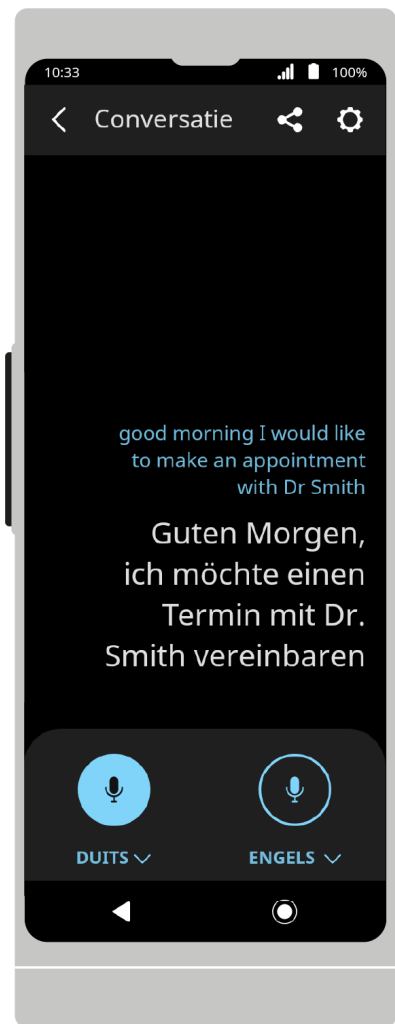 10:33 100%
Conversatie
good morning I would like
to make an appointment
with Dr Smith
Guten Morgen,
ich möchte einen
Termin mit Dr.
Smith vereinbaren
DUITS ENGELS